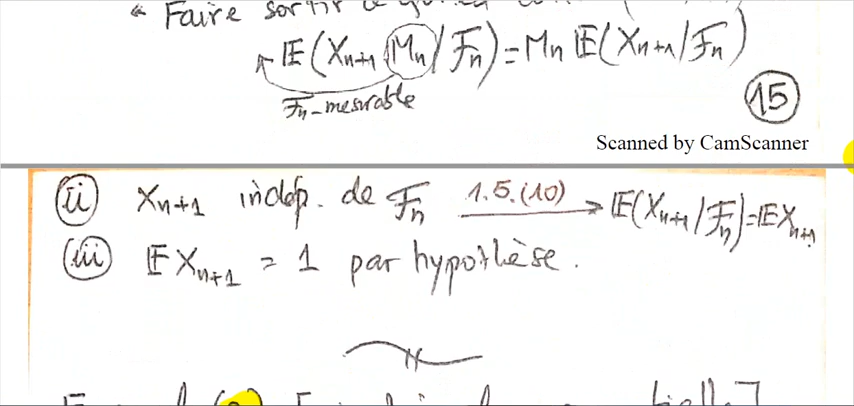 « Faire sortir
𝔼(Xn+1 Mn / Fn) = Mn 𝔼(Xn+1 / Fn)
Fn-mesurable
15
Scanned by CamScanner
(ii) Xn+1 indép. de Fn 1.5.(10) → 𝔼(Xn+1 / Fn) = 𝔼Xn+1
(iii) 𝔼Xn+1 = 1 par hypothèse.